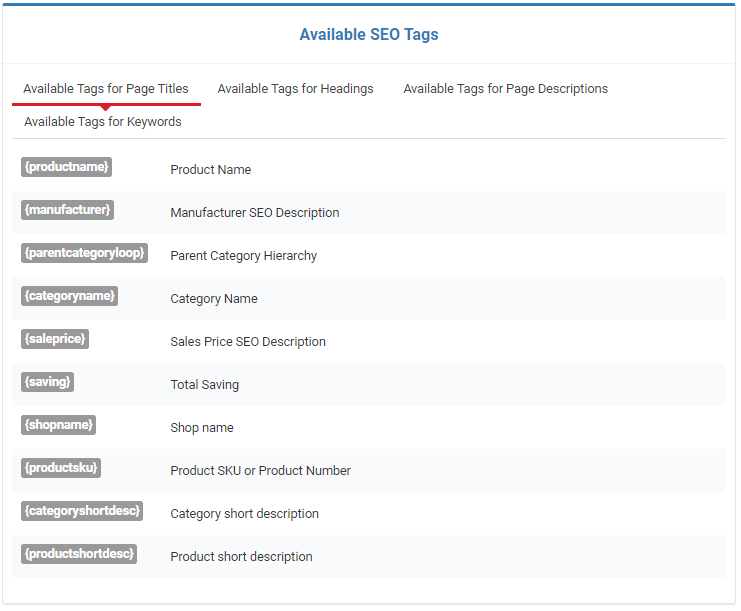 Available SEO Tags
Available Tags for Page Titles Available Tags for Headings Available Tags for Page Descriptions
Available Tags for Keywords
{productname} Product Name
{manufacturer} Manufacturer SEO Description
{parentcategoryloop} Parent Category Hierarchy
{categoryname} Category Name
{saleprice} Sales Price SEO Description
{saving} Total Saving
{shopname} Shop name
{productsku} Product SKU or Product Number
{categoryshortdesc} Category short description
{productshortdesc} Product short description